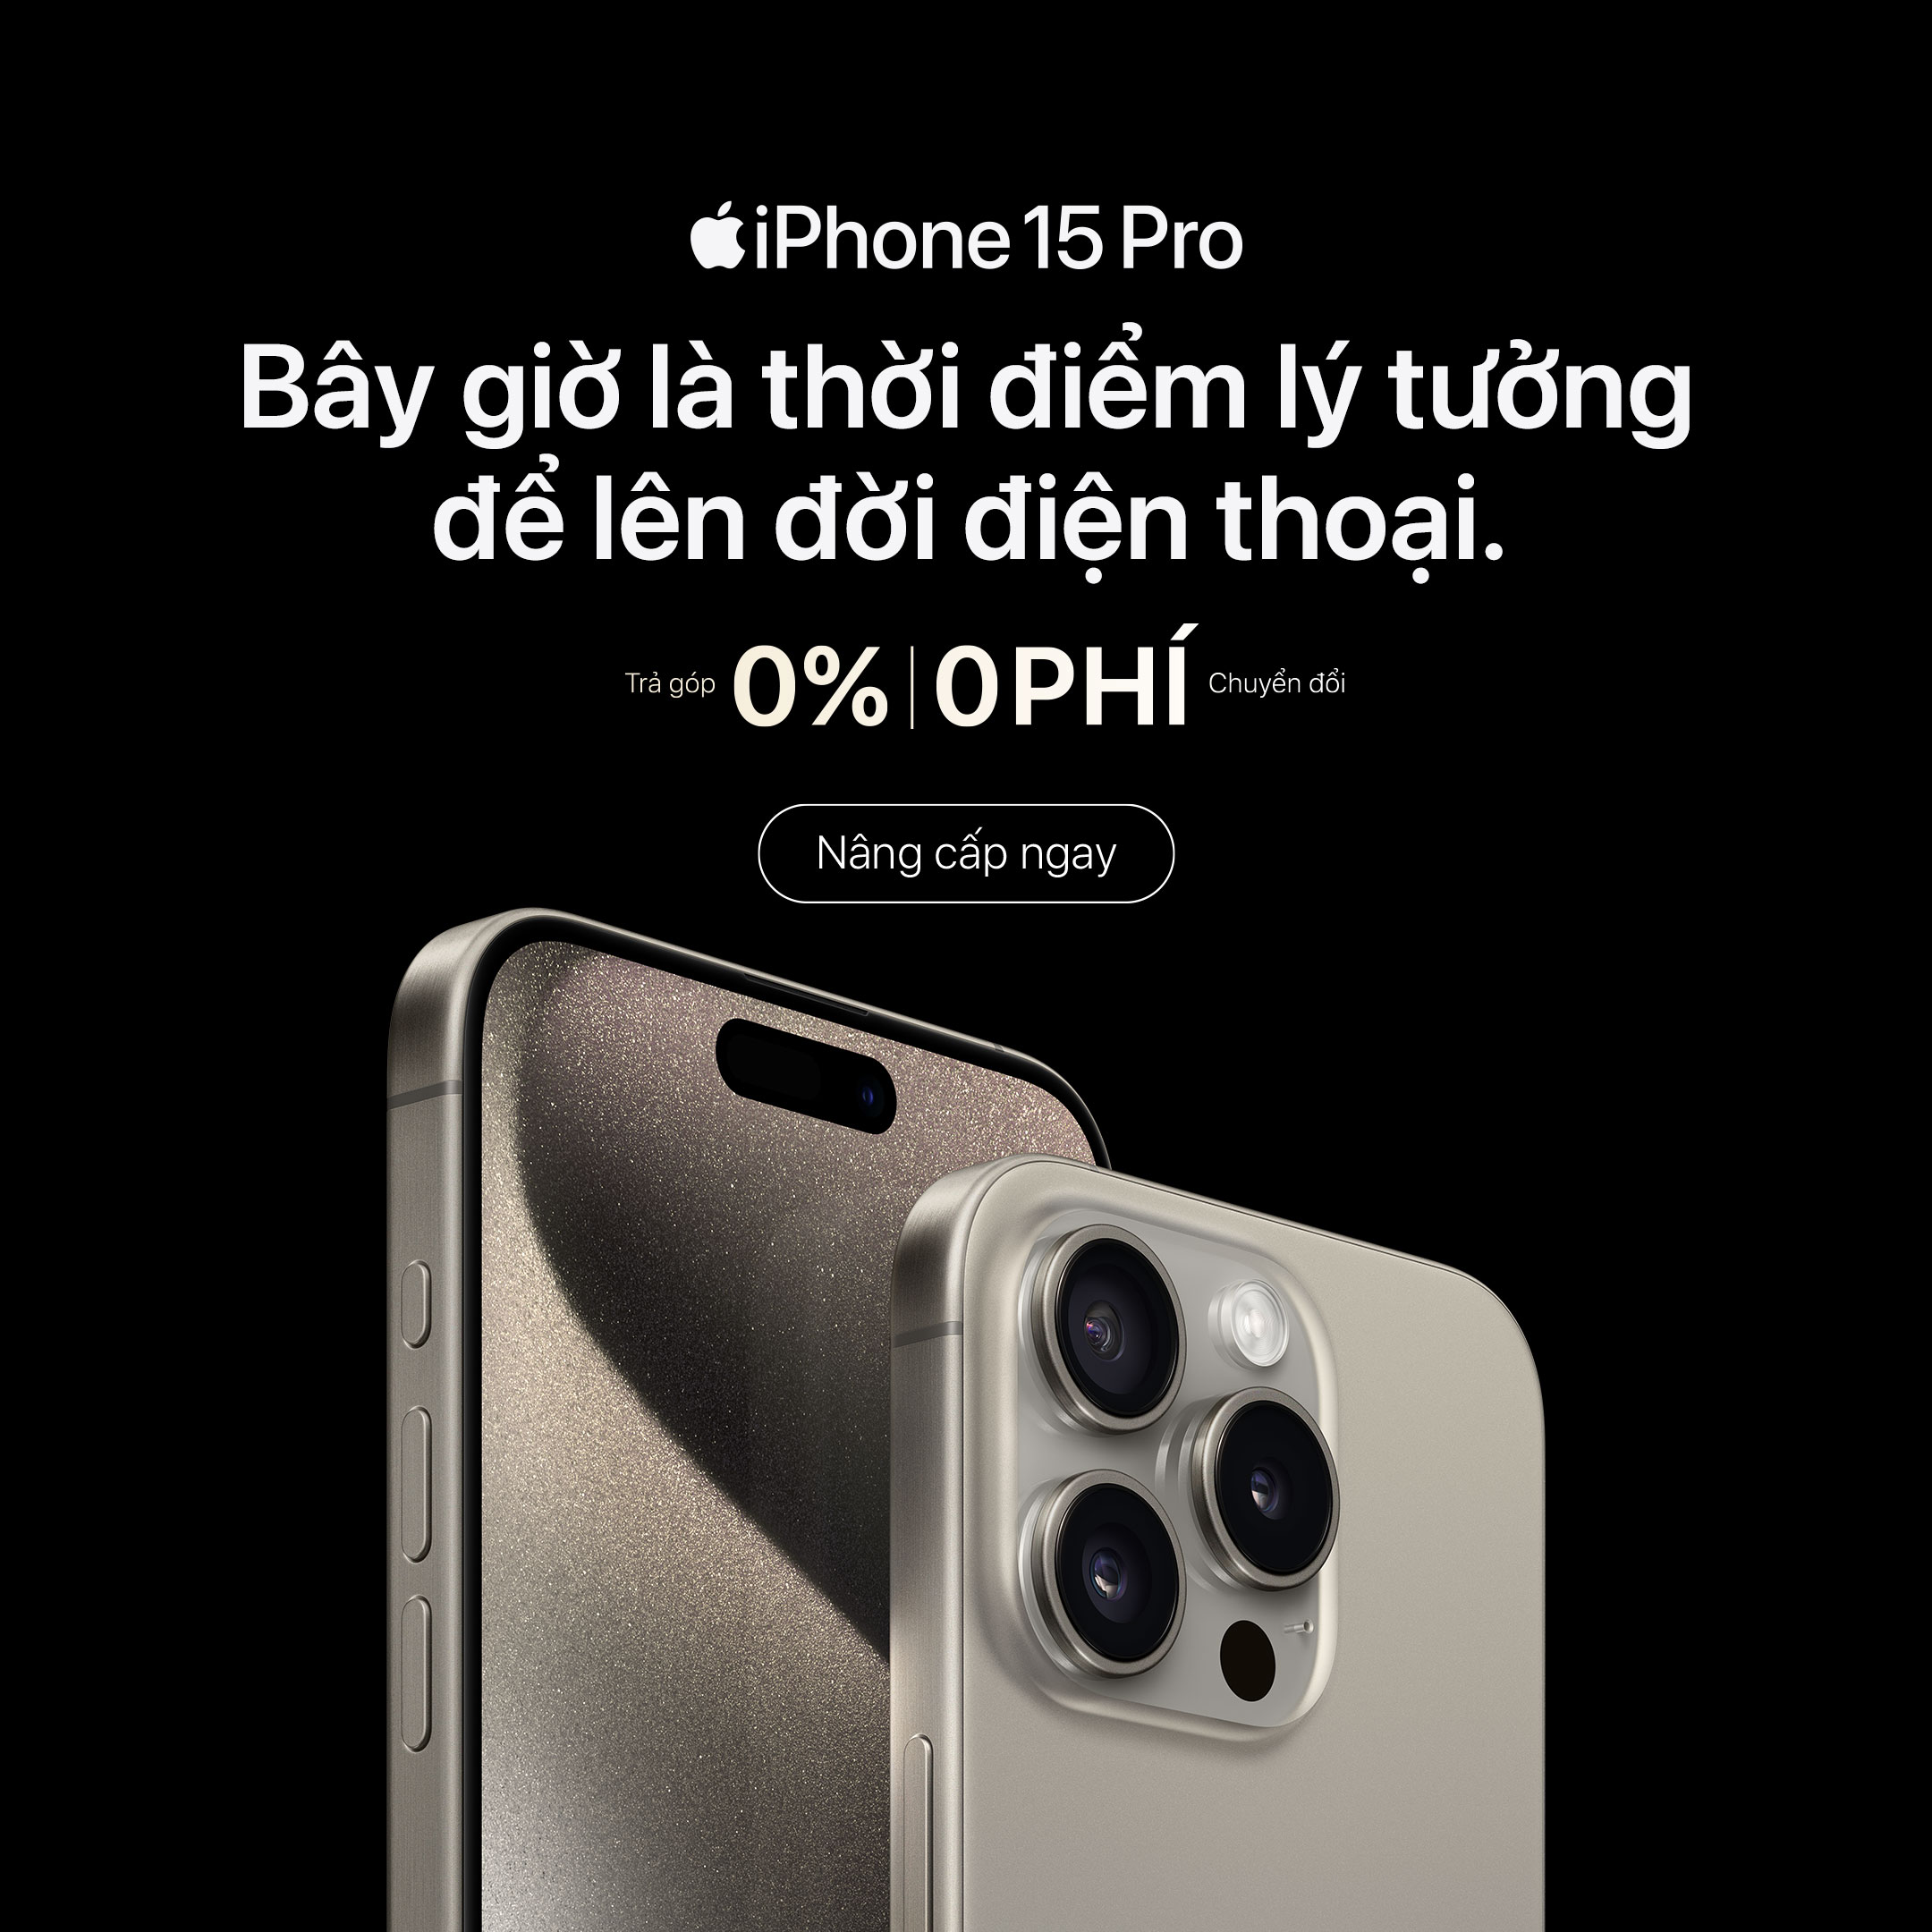 iPhone 15 Pro
Bây giờ là thời điểm lý tưởng
để lên đời điện thoại.
Trả góp 0% | 0 PHÍ Chuyển đổi
Nâng cấp ngay